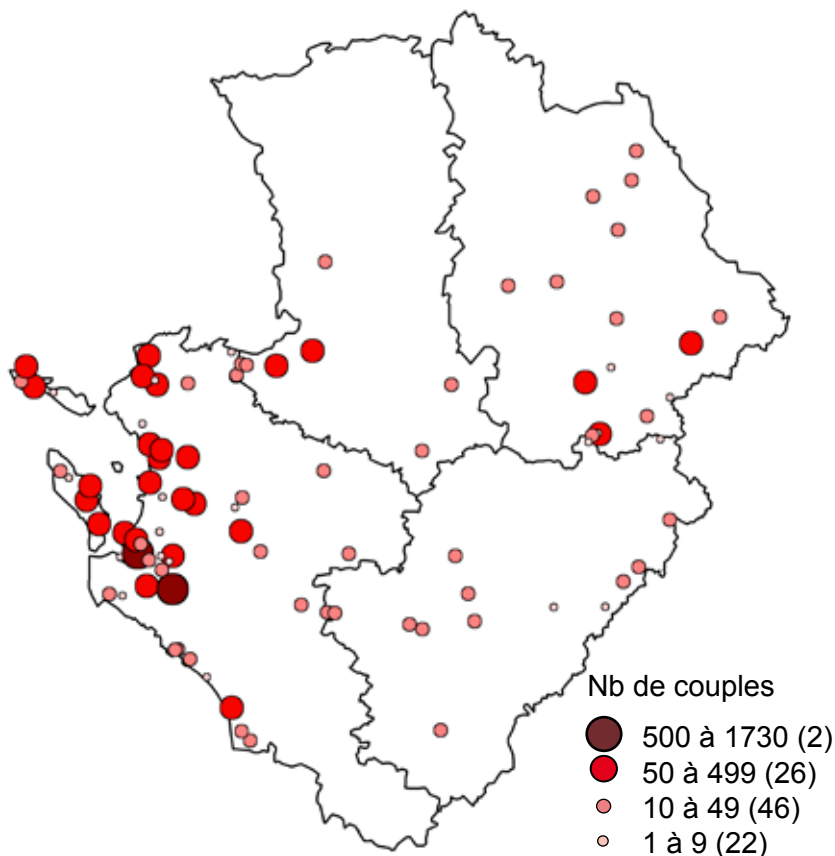 Nb de couples
500 à 1730 (2)
50 à 499 (26)
10 à 49 (46)
1 à 9 (22)